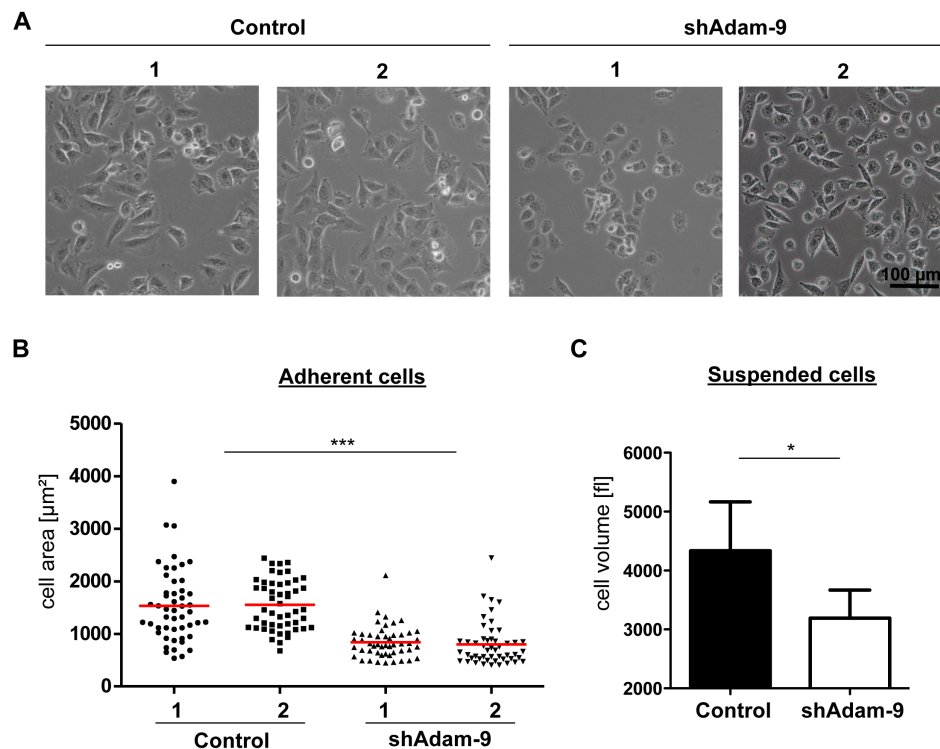 A
Control
shAdam-9
1
2
1
2
100 µm
B
Adherent cells
cell area [µm²]
5000
4000
3000
2000
1000
0
***
1
2
1
2
Control
shAdam-9
C
Suspended cells
cell volume [fl]
6000
5000
4000
3000
2000
*
Control
shAdam-9